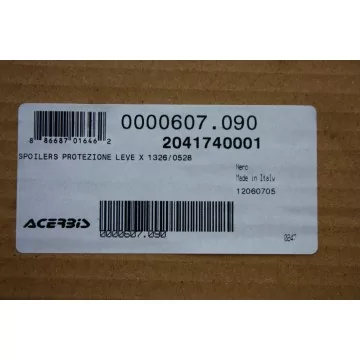 0000607.090
8 86687 01646 2
2041740001
SPOILERS PROTEZIONE LEVE X 1326/0528
Nero
Made in Italy
12060705
ACERBIS
0000607.090